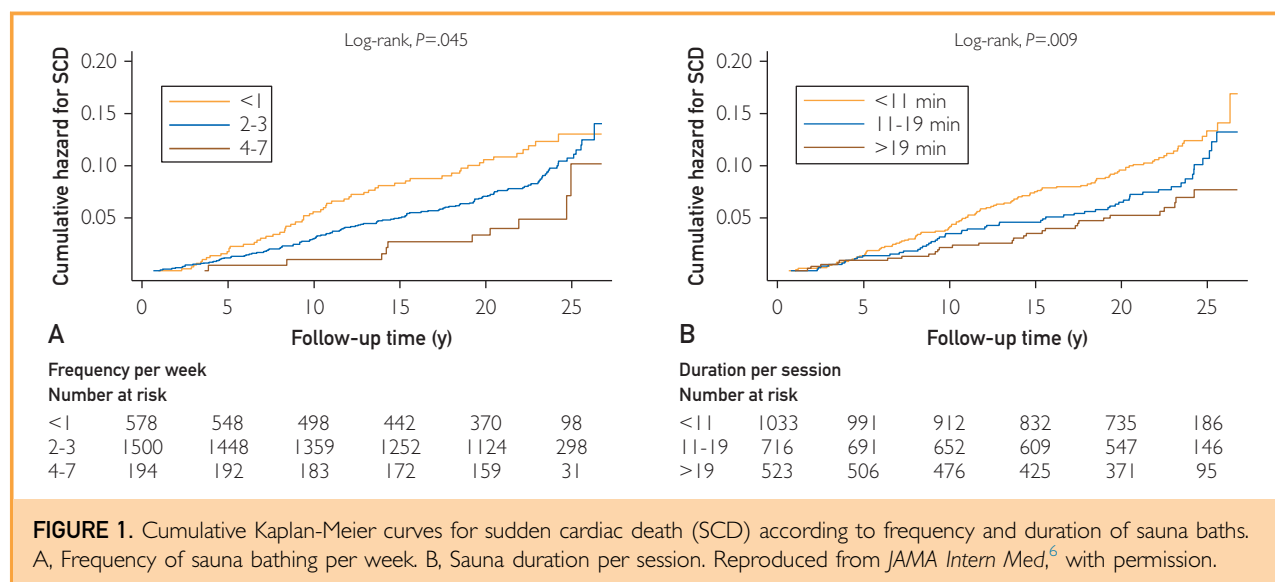 Log-rank, P=.045
Cumulative hazard for SCD
0.20
0.15
0.10
0.05
<1
2-3
4-7
0 5 10 15 20 25
Follow-up time (y)
A
Frequency per week
Number at risk
<1 578 548 498 442 370 98
2-3 1500 1448 1359 1252 1124 298
4-7 194 192 183 172 159 31
Log-rank, P=.009
Cumulative hazard for SCD
0.20
0.15
0.10
0.05
<11 min
11-19 min
>19 min
0 5 10 15 20 25
Follow-up time (y)
B
Duration per session
Number at risk
<11 1033 991 912 832 735 186
11-19 716 691 652 609 547 146
>19 523 506 476 425 371 95
FIGURE 1. Cumulative Kaplan-Meier curves for sudden cardiac death (SCD) according to frequency and duration of sauna baths.
A, Frequency of sauna bathing per week. B, Sauna duration per session. Reproduced from JAMA Intern Med,6 with permission.